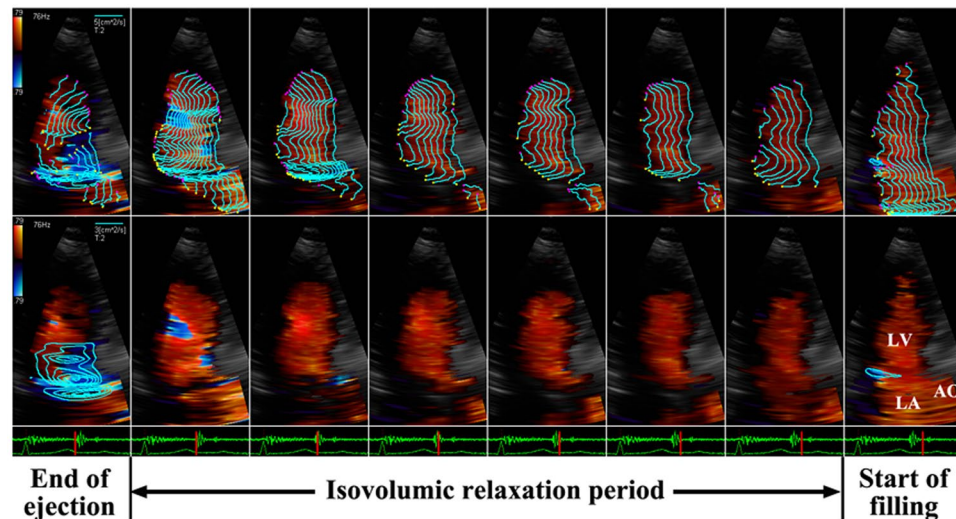 79
76Hz
5[cm^2/s]
T:2
79
79
76Hz
3[cm^2/s]
T:2
79
LV
AO
LA
End of
ejection
Isovolumic relaxation period
Start of
filling